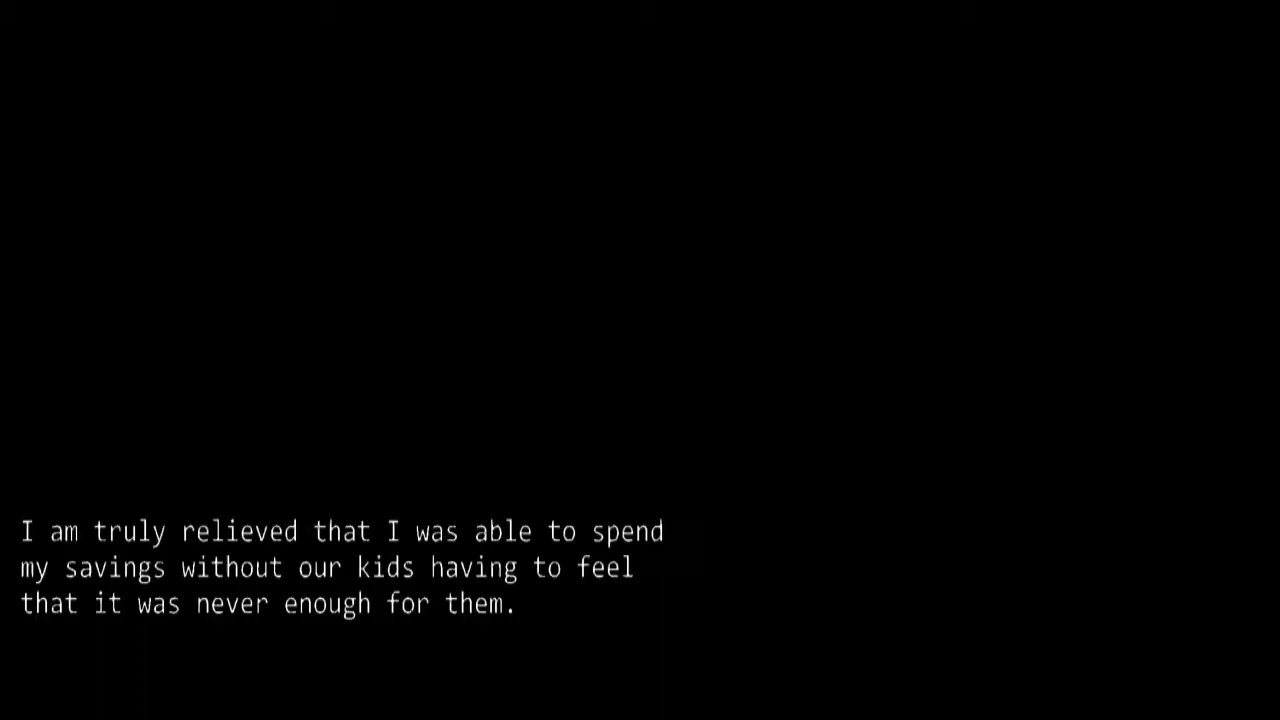 I am truly relieved that I was able to spend
my savings without our kids having to feel
that it was never enough for them.